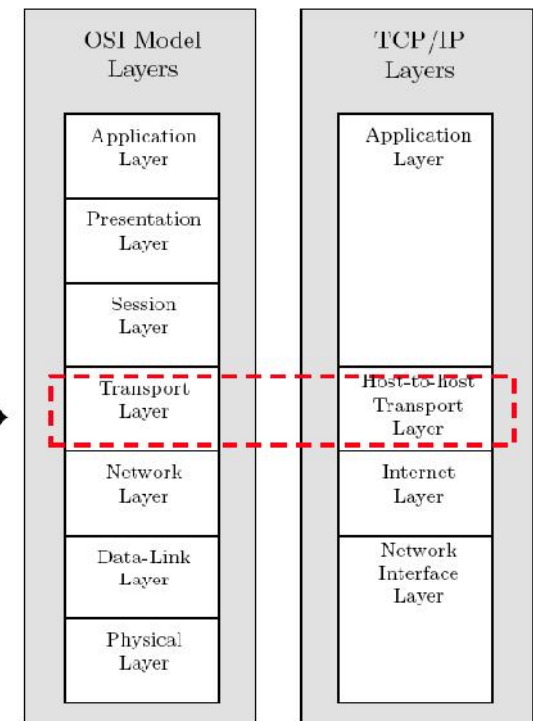 OSI Model
Layers
Application
Layer
Presentation
Layer
Session
Layer
Transport
Layer
Network
Layer
Data-Link
Layer
Physical
Layer
TCP/IP
Layers
Application
Layer
Host-to-host
Transport
Layer
Internet
Layer
Network
Interface
Layer